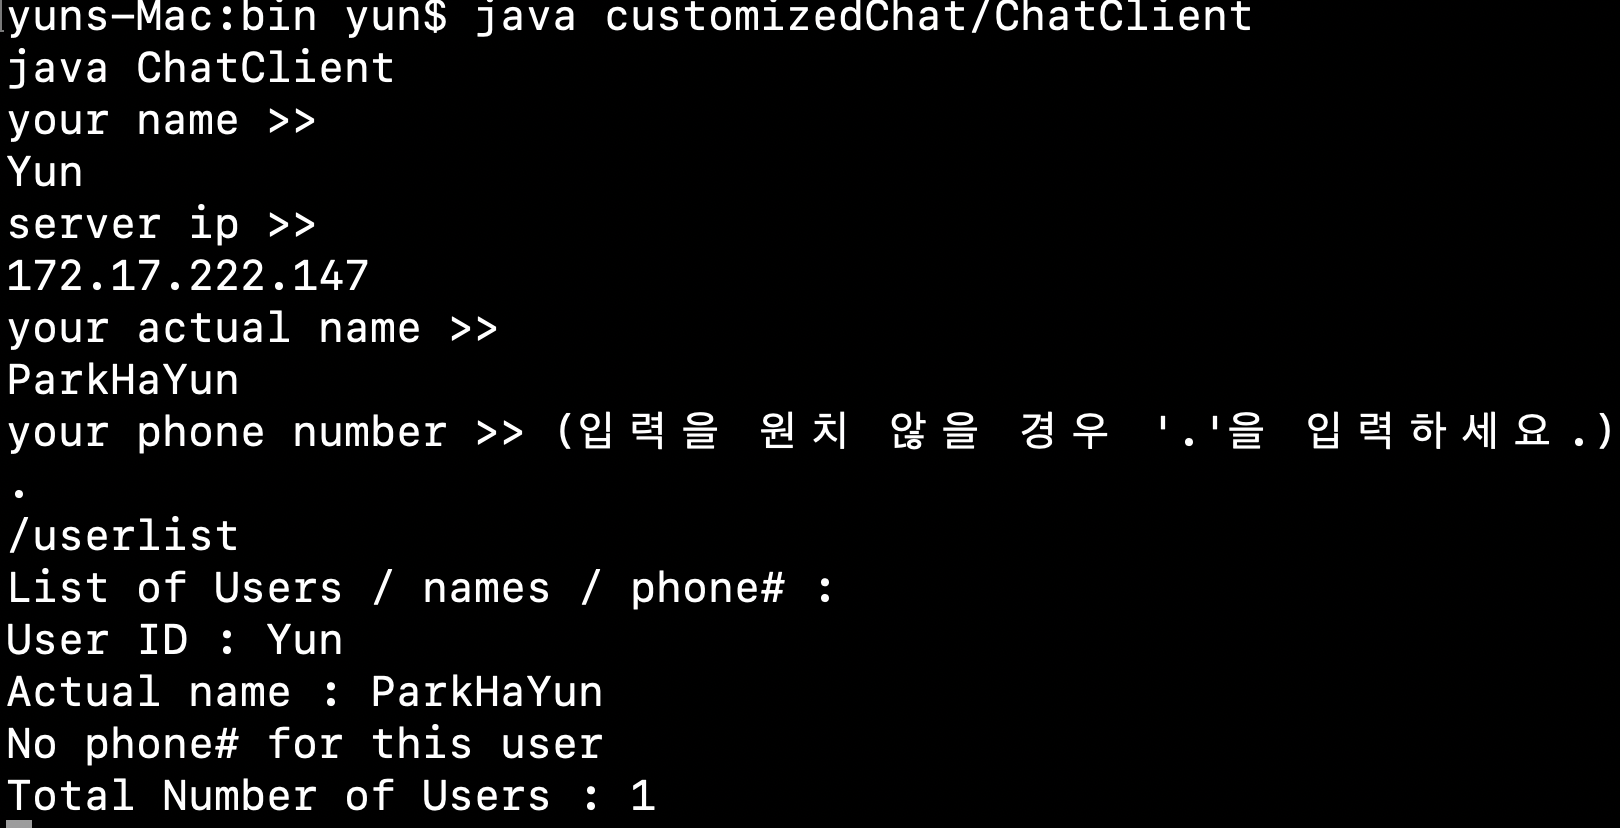 yuns-Mac:bin yun$ java customizedChat/ChatClient
java ChatClient
your name >>
Yun
server ip >>
172.17.222.147
your actual name >>
ParkHaYun
your phone number >> (입력을 원치 않을 경우 '.'을 입력하세요.)
.
/userlist
List of Users / names / phone# :
User ID : Yun
Actual name : ParkHaYun
No phone# for this user
Total Number of Users : 1